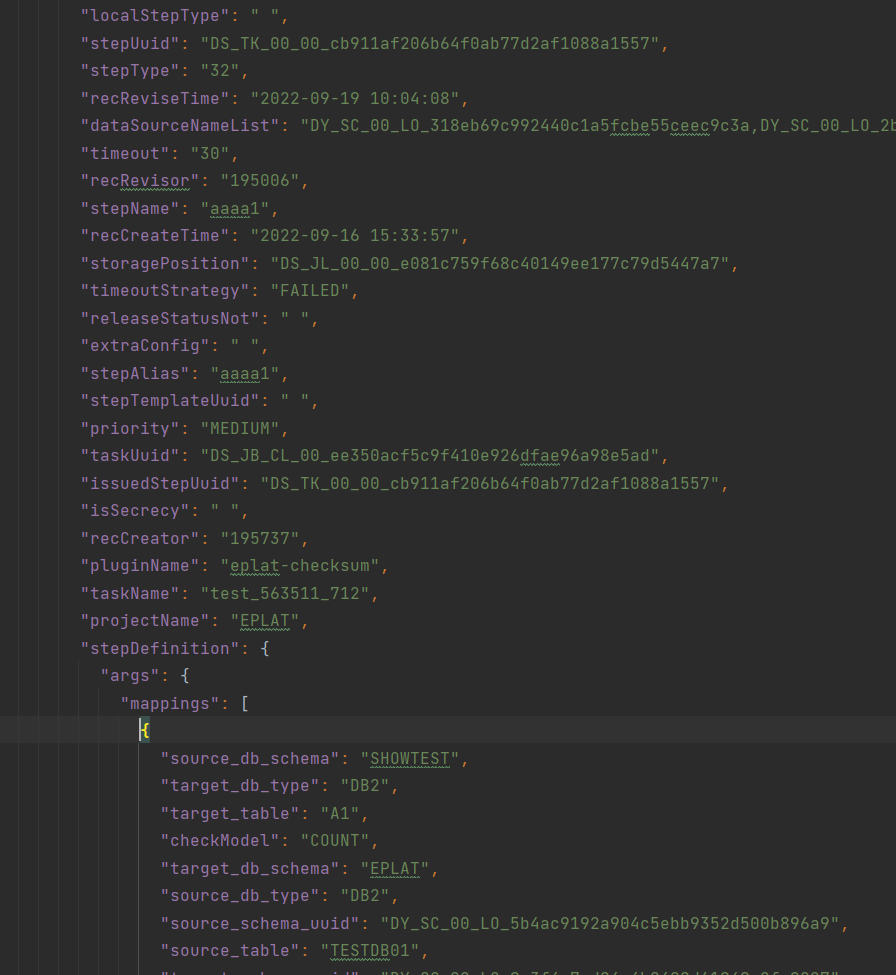 "localStepType": " ",
"stepUuid": "DS_TK_00_00_cb911af206b64f0ab77d2af1088a1557",
"stepType": "32",
"recReviseTime": "2022-09-19 10:04:08",
"dataSourceNameList": "DY_SC_00_LO_318eb69c992440c1a5fcbe55ceec9c3a,DY_SC_00_LO_2b
"timeout": "30",
"recRevisor": "195006",
"stepName": "aaaa1",
"recCreateTime": "2022-09-16 15:33:57",
"storagePosition": "DS_JL_00_00_e081c759f68c40149ee177c79d5447a7",
"timeoutStrategy": "FAILED",
"releaseStatusNot": " ",
"extraConfig": " ",
"stepAlias": "aaaa1",
"stepTemplateUuid": " ",
"priority": "MEDIUM",
"taskUuid": "DS_JB_CL_00_ee350acf5c9f410e926dfae96a98e5ad",
"issuedStepUuid": "DS_TK_00_00_cb911af206b64f0ab77d2af1088a1557",
"isSecrecy": " ",
"recCreator": "195737",
"pluginName": "eplat-checksum",
"taskName": "test_563511_712",
"projectName": "EPLAT",
"stepDefinition": {
"args": {
"mappings": [
{
"source_db_schema": "SHOWTEST",
"target_db_type": "DB2",
"target_table": "A1",
"checkModel": "COUNT",
"target_db_schema": "EPLAT",
"source_db_type": "DB2",
"source_schema_uuid": "DY_SC_00_LO_5b4ac9192a904c5ebb9352d500b896a9",
"source_table": "TESTDB01",